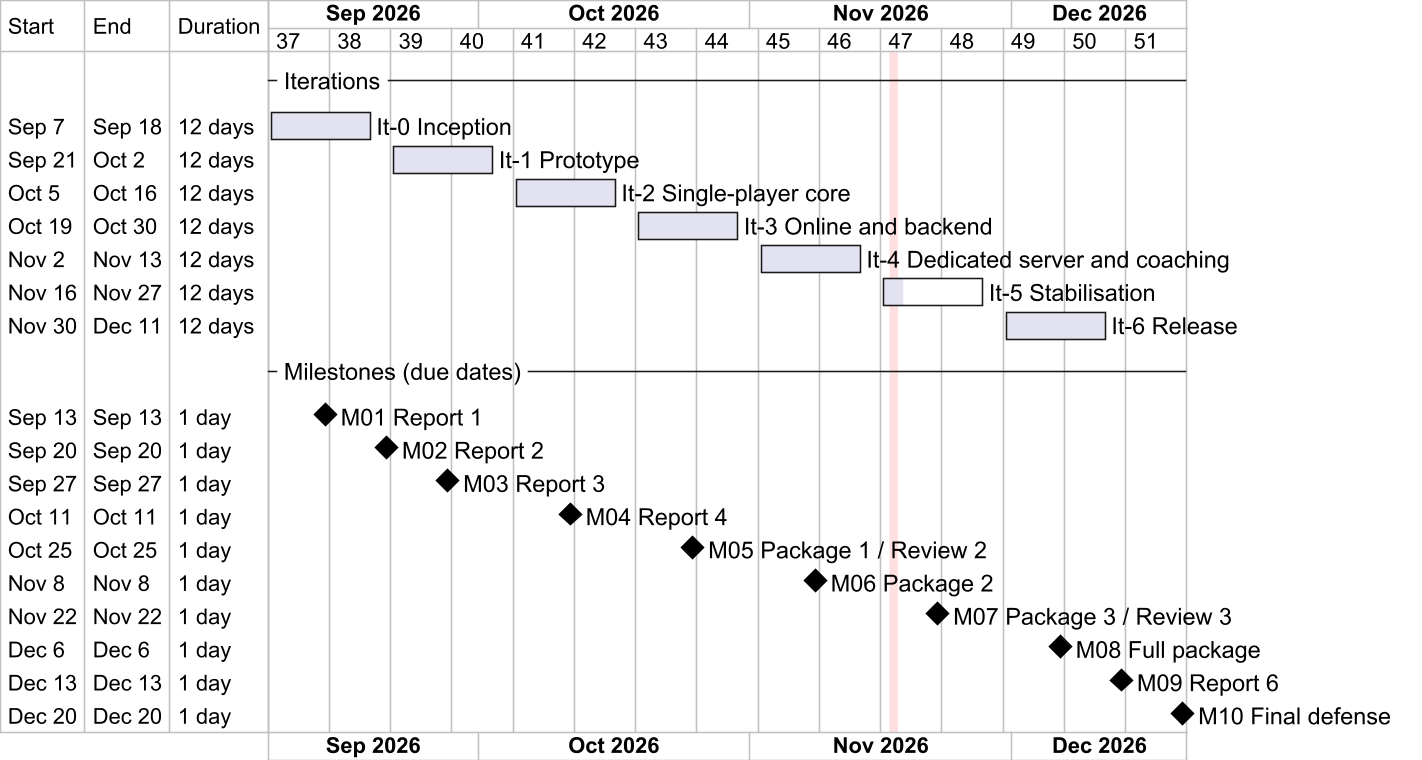 Start End Duration Sep 2026 Oct 2026 Nov 2026 Dec 2026
37 38 39 40 41 42 43 44 45 46 47 48 49 50 51
Iterations
Sep 7 Sep 18 12 days It-0 Inception
Sep 21 Oct 2 12 days It-1 Prototype
Oct 5 Oct 16 12 days It-2 Single-player core
Oct 19 Oct 30 12 days It-3 Online and backend
Nov 2 Nov 13 12 days It-4 Dedicated server and coaching
Nov 16 Nov 27 12 days It-5 Stabilisation
Nov 30 Dec 11 12 days It-6 Release
Milestones (due dates)
Sep 13 Sep 13 1 day M01 Report 1
Sep 20 Sep 20 1 day M02 Report 2
Sep 27 Sep 27 1 day M03 Report 3
Oct 11 Oct 11 1 day M04 Report 4
Oct 25 Oct 25 1 day M05 Package 1 / Review 2
Nov 8 Nov 8 1 day M06 Package 2
Nov 22 Nov 22 1 day M07 Package 3 / Review 3
Dec 6 Dec 6 1 day M08 Full package
Dec 13 Dec 13 1 day M09 Report 6
Dec 20 Dec 20 1 day M10 Final defense
Sep 2026 Oct 2026 Nov 2026 Dec 2026